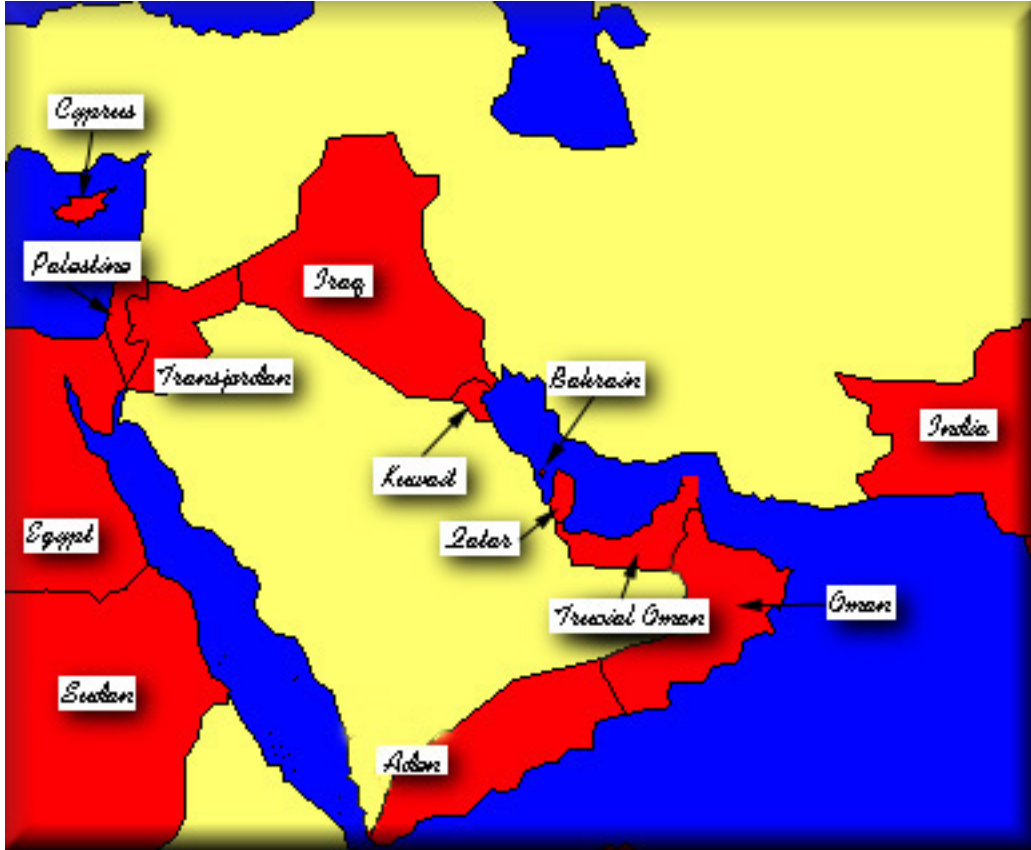 Cyprus
Palestine
Iraq
Transjordan
Bahrain
India
Kuwait
Egypt
Qatar
Trucial Oman
Oman
Sudan
Aden